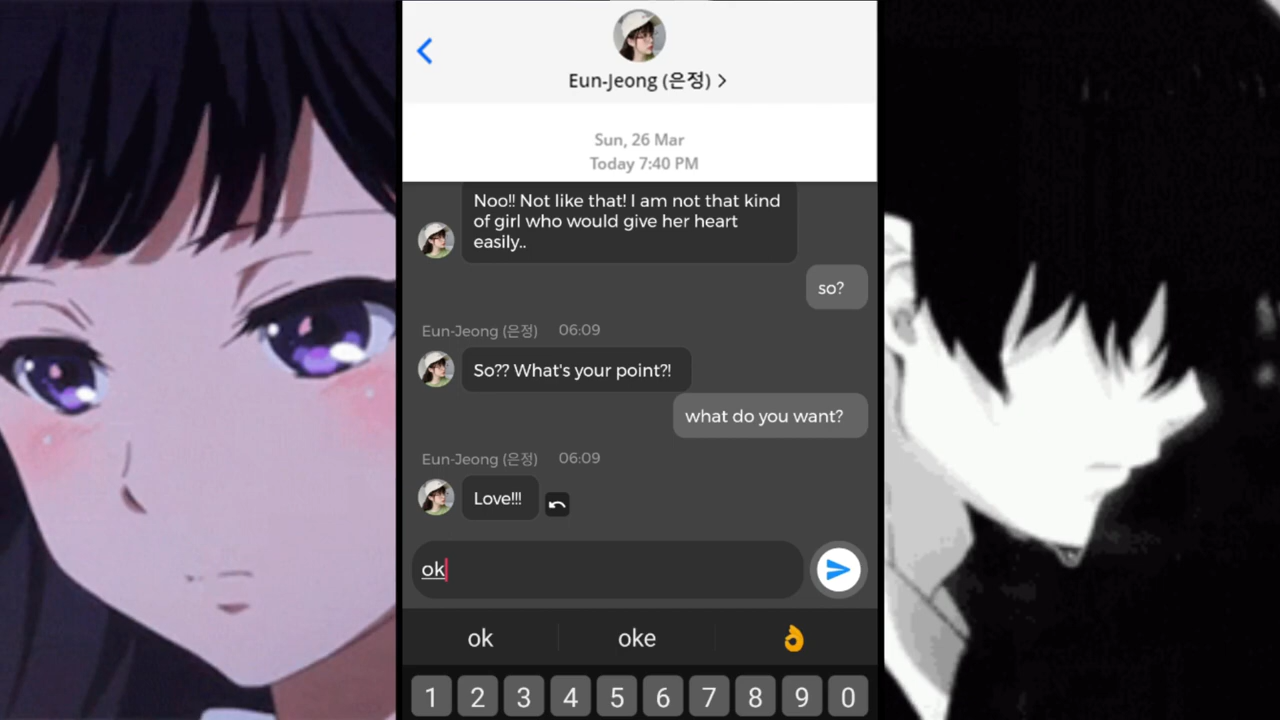 Eun-Jeong (은정) >
Sun, 26 Mar
Today 7:40 PM
Noo!! Not like that! I am not that kind
of girl who would give her heart
easily..
so?
Eun-Jeong (은정) 06:09
So?? What's your point?!
what do you want?
Eun-Jeong (은정) 06:09
Love!!!
ok
ok oke 👌
1 2 3 4 5 6 7 8 9 0